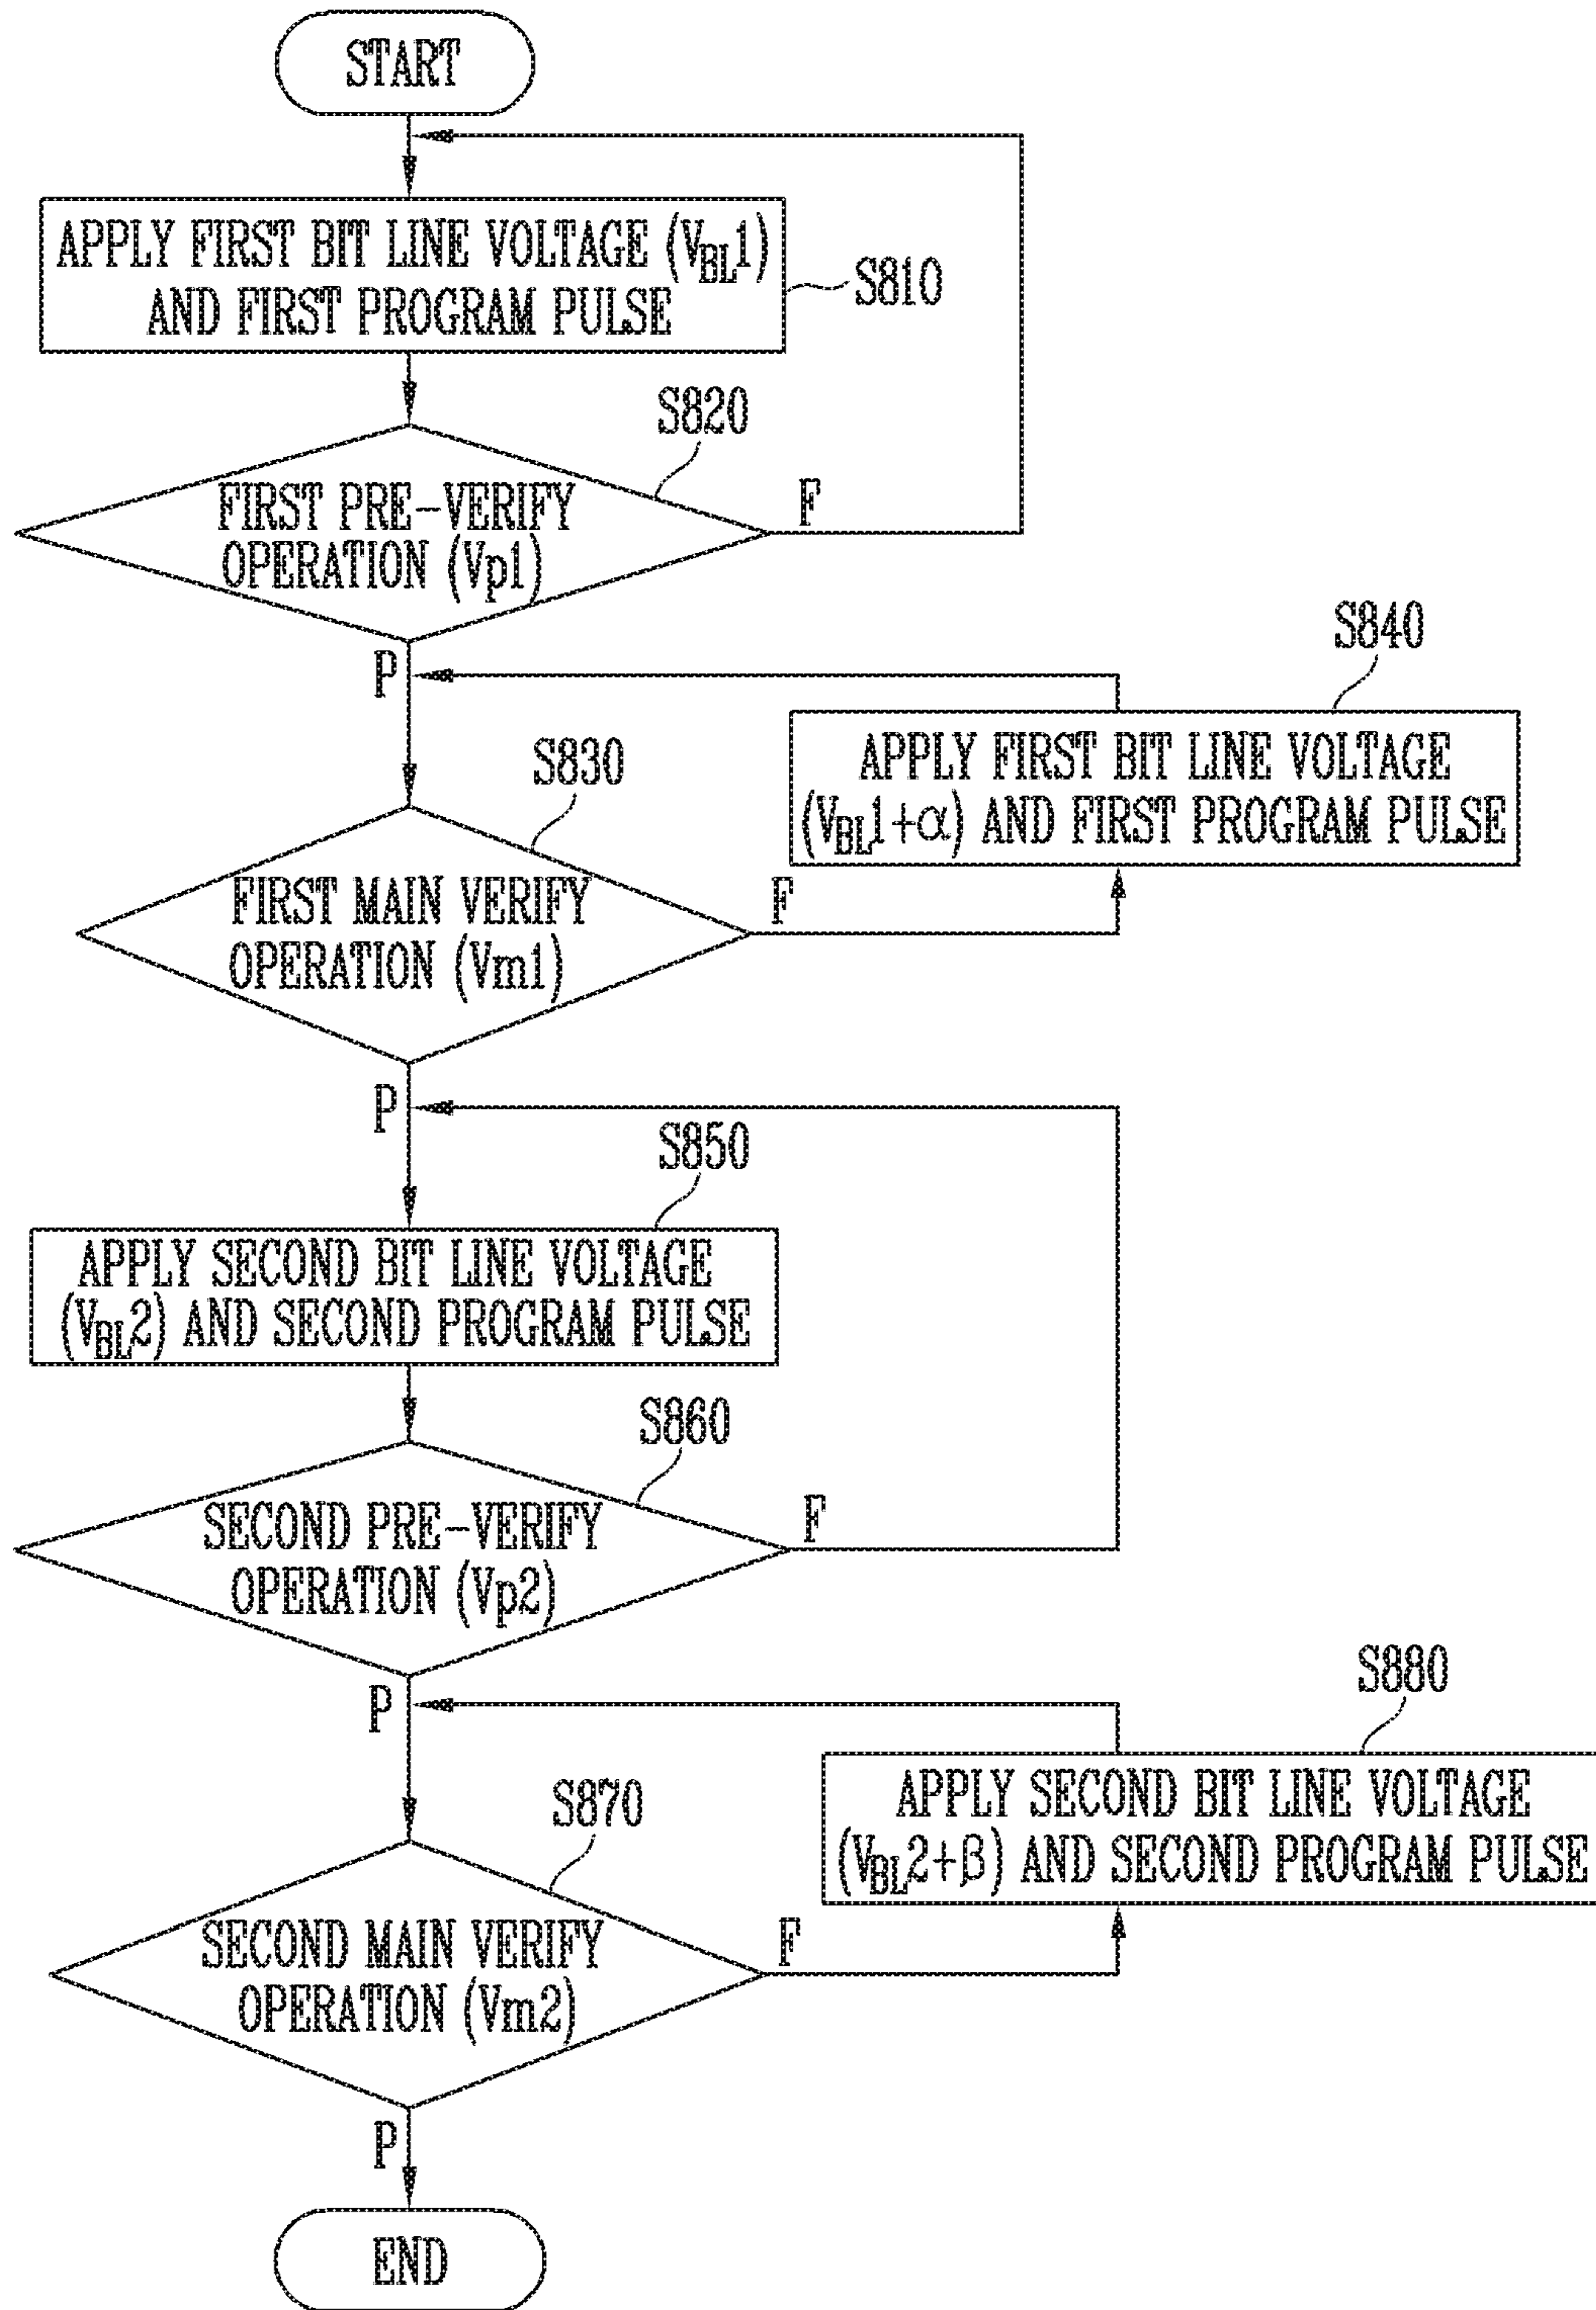 START
APPLY FIRST BIT LINE VOLTAGE (VBL1)
AND FIRST PROGRAM PULSE
S810
S820
FIRST PRE-VERIFY
OPERATION (Vp1)
F
P
S840
APPLY FIRST BIT LINE VOLTAGE
(VBL1+α) AND FIRST PROGRAM PULSE
S830
FIRST MAIN VERIFY
OPERATION (Vm1)
F
P
S850
APPLY SECOND BIT LINE VOLTAGE
(VBL2) AND SECOND PROGRAM PULSE
S860
SECOND PRE-VERIFY
OPERATION (Vp2)
F
P
S880
APPLY SECOND BIT LINE VOLTAGE
(VBL2+β) AND SECOND PROGRAM PULSE
S870
SECOND MAIN VERIFY
OPERATION (Vm2)
F
P
END